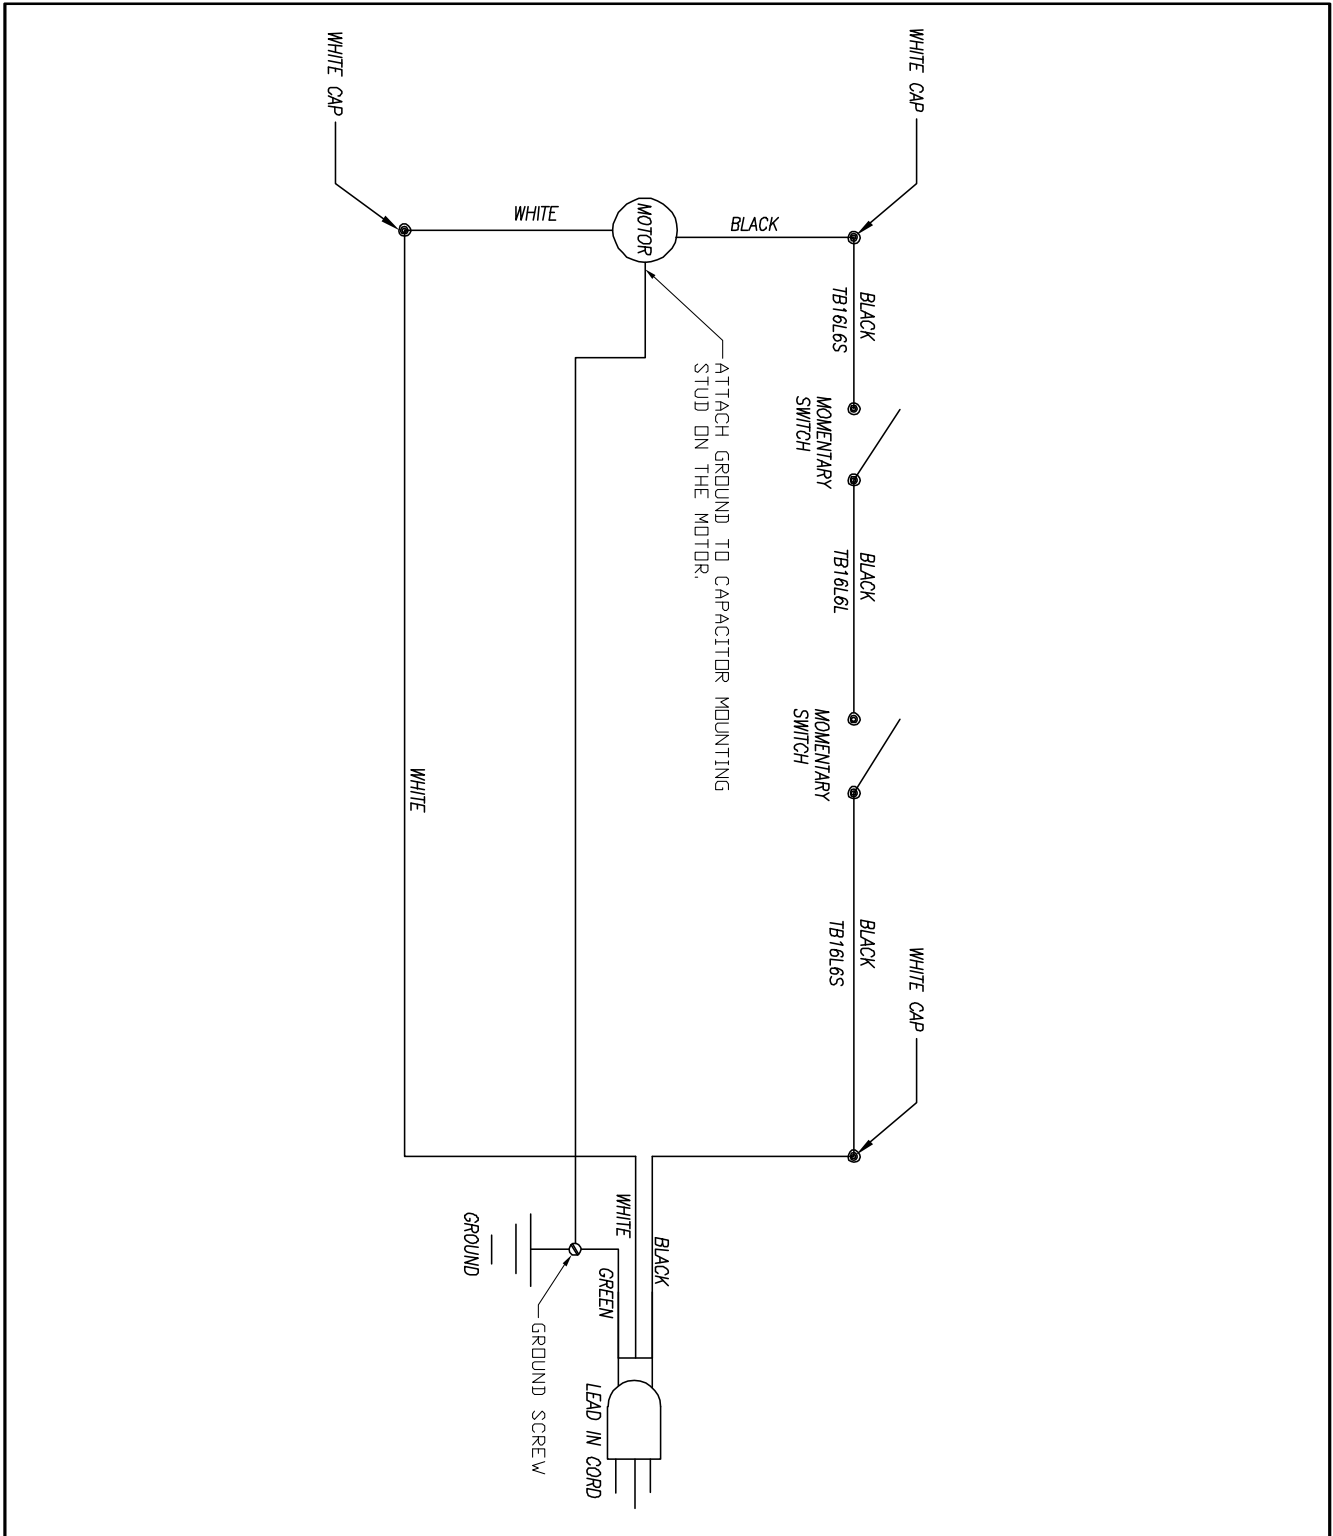 WHITE CAP
WHITE CAP
WHITE CAP
BLACK
TB16L6S
BLACK
TB16L6L
BLACK
TB16L6S
MOMENTARY
SWITCH
MOMENTARY
SWITCH
BLACK
MOTOR
WHITE
ATTACH GROUND TO CAPACITOR MOUNTING
STUD ON THE MOTOR.
BLACK
WHITE
GREEN
LEAD IN CORD
GROUND SCREW
GROUND
WHITE
WHITE CAP